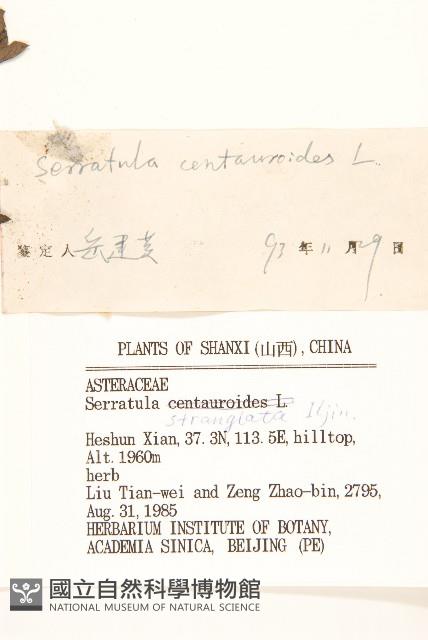 Serratula centauroides L.
鉴定人 岳建英 93年11月29日
PLANTS OF SHANXI (山西), CHINA
ASTERACEAE
Serratula centauroides L.
strangiata Iljin.
Heshun Xian, 37.3N, 113.5E, hilltop,
Alt. 1960m
herb
Liu Tian-wei and Zeng Zhao-bin, 2795,
Aug. 31, 1985
HERBARIUM INSTITUTE OF BOTANY,
ACADEMIA SINICA, BEIJING (PE)
國立自然科學博物館
NATIONAL MUSEUM OF NATURAL SCIENCE